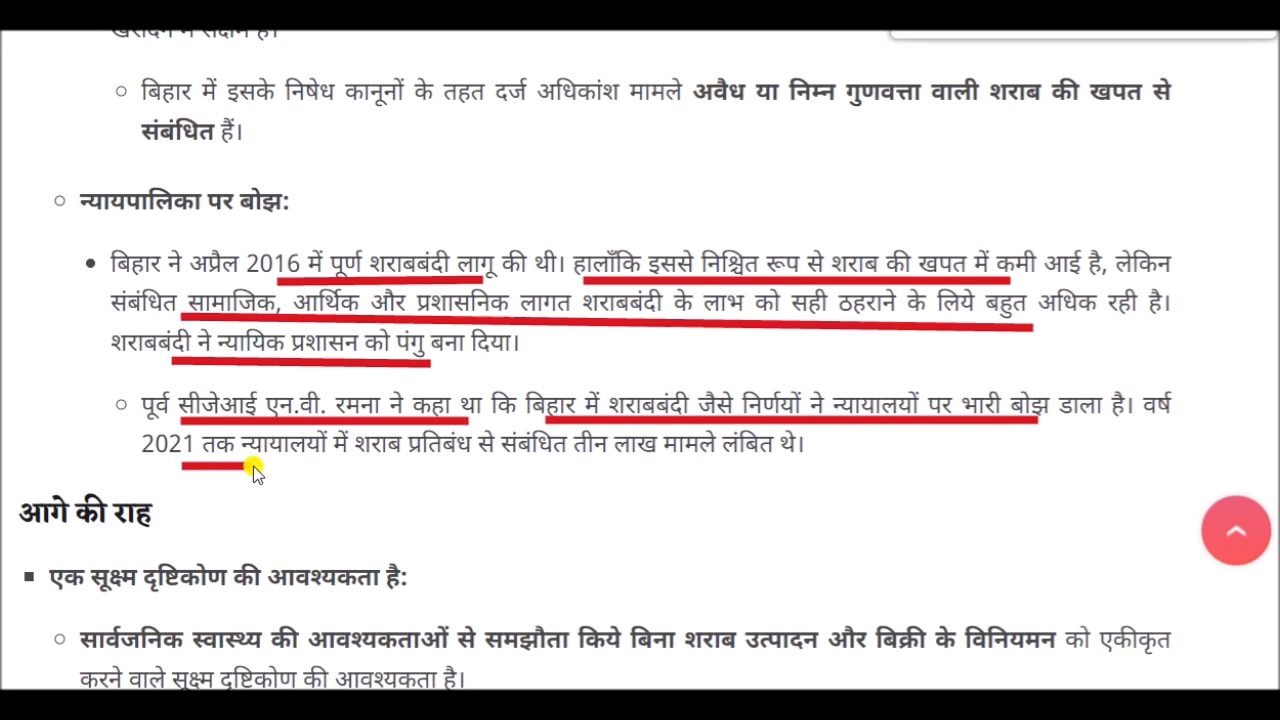 बिहार में इसके निषेध कानूनों के तहत दर्ज अधिकांश मामले अवैध या निम्न गुणवत्ता वाली शराब की खपत से
संबंधित हैं।
न्यायपालिका पर बोझ:
बिहार ने अप्रैल 2016 में पूर्ण शराबबंदी लागू की थी। हालाँकि इससे निश्चित रूप से शराब की खपत में कमी आई है, लेकिन
संबंधित सामाजिक, आर्थिक और प्रशासनिक लागत शराबबंदी के लाभ को सही ठहराने के लिये बहुत अधिक रही है।
शराबबंदी ने न्यायिक प्रशासन को पंगु बना दिया।
पूर्व सीजेआई एन.वी. रमना ने कहा था कि बिहार में शराबबंदी जैसे निर्णयों ने न्यायालयों पर भारी बोझ डाला है। वर्ष
2021 तक न्यायालयों में शराब प्रतिबंध से संबंधित तीन लाख मामले लंबित थे।
आगे की राह
एक सूक्ष्म दृष्टिकोण की आवश्यकता है:
सार्वजनिक स्वास्थ्य की आवश्यकताओं से समझौता किये बिना शराब उत्पादन और बिक्री के विनियमन को एकीकृत
करने वाले सूक्ष्म दृष्टिकोण की आवश्यकता है।